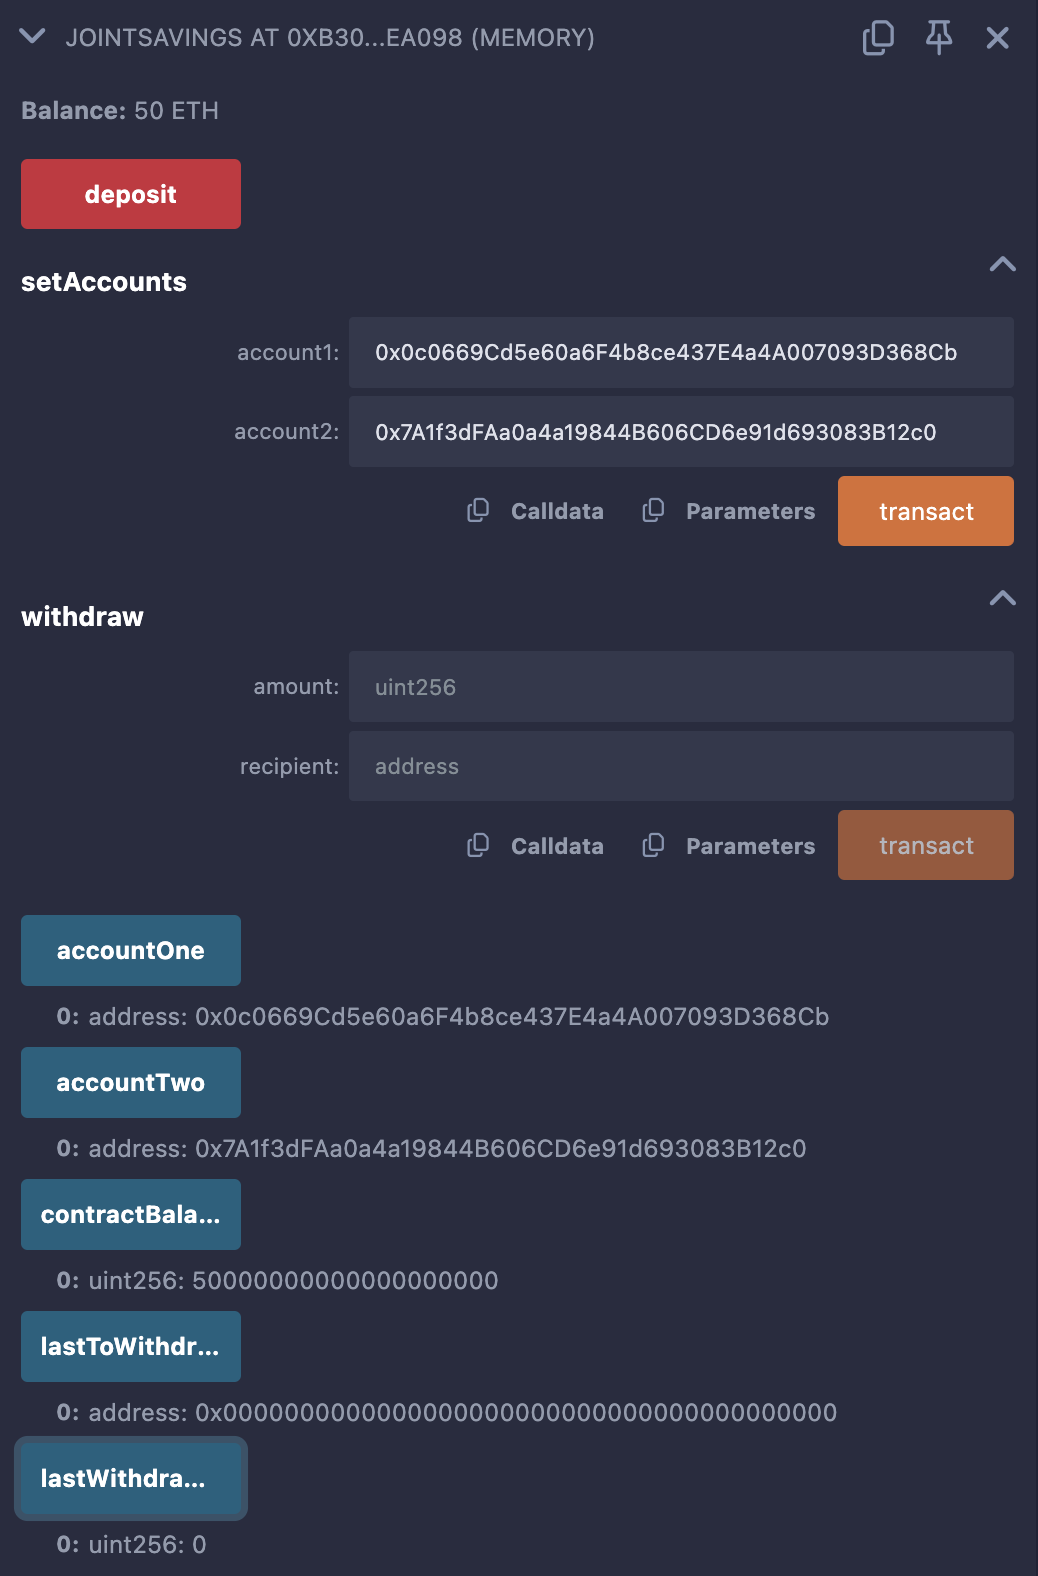 JOINTSAVINGS AT 0XB30...EA098 (MEMORY)
Balance: 50 ETH
deposit
setAccounts
account1: 0x0c0669Cd5e60a6F4b8ce437E4a4A007093D368Cb
account2: 0x7A1f3dFAa0a4a19844B606CD6e91d693083B12c0
Calldata Parameters transact
withdraw
amount: uint256
recipient: address
Calldata Parameters transact
accountOne
0: address: 0x0c0669Cd5e60a6F4b8ce437E4a4A007093D368Cb
accountTwo
0: address: 0x7A1f3dFAa0a4a19844B606CD6e91d693083B12c0
contractBala...
0: uint256: 50000000000000000000
lastToWithdr...
0: address: 0x0000000000000000000000000000000000000000
lastWithdra...
0: uint256: 0